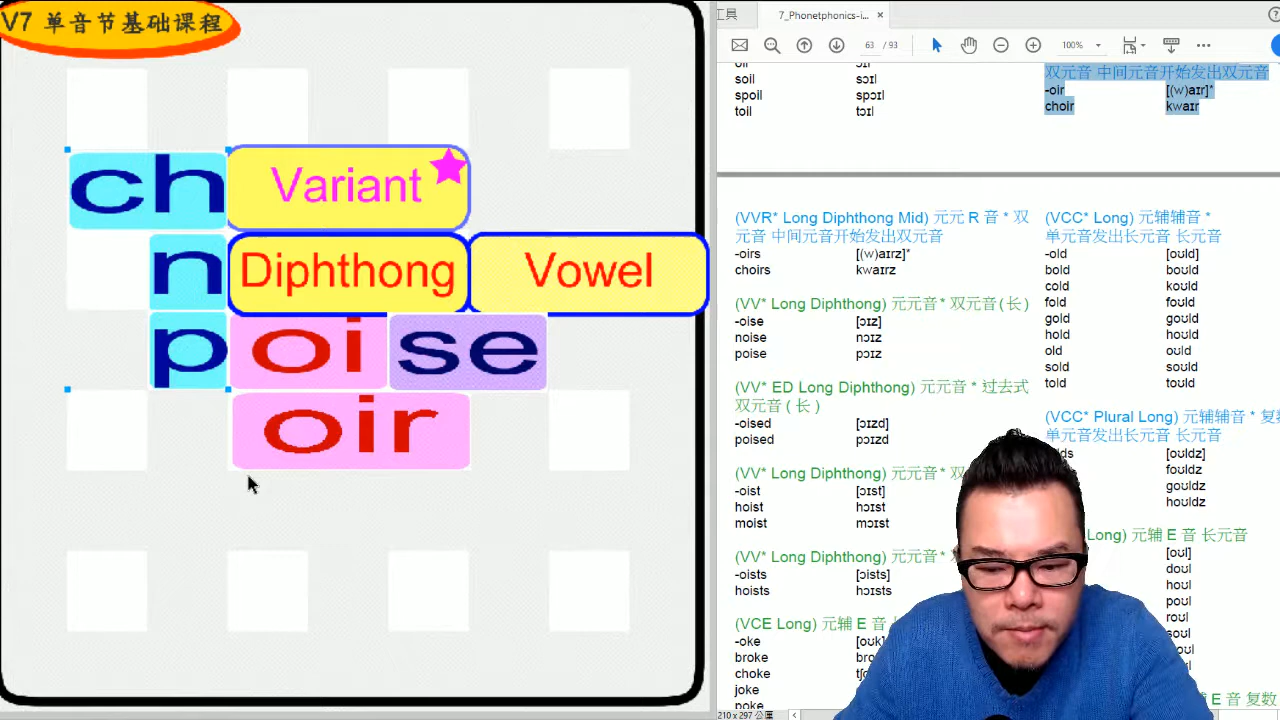 V7 单音节基础课程
ch Variant
n Diphthong Vowel
p oi se
oir
工具
7_Phonetphonics-i... ×
63 / 93
100%
soil sɔɪl
spoil spɔɪl
toil tɔɪl
双元音 中间元音开始发出双元音
-oir [(w)aɪr]*
choir kwaɪr
(VVR* Long Diphthong Mid) 元元 R 音 * 双
元音 中间元音开始发出双元音
-oirs [(w)aɪrz]*
choirs kwaɪrz
(VV* Long Diphthong) 元元音 * 双元音 ( 长 )
-oise [ɔɪz]
noise nɔɪz
poise pɔɪz
(VV* ED Long Diphthong) 元元音 * 过去式
双元音 ( 长 )
-oised [ɔɪzd]
poised pɔɪzd
(VV* Long Diphthong) 元元音 * 双
-oist [ɔɪst]
hoist hɔɪst
moist mɔɪst
(VV* Long Diphthong) 元元音 * 双
-oists [ɔɪsts]
hoists hɔɪsts
(VCE Long) 元辅 E 音
-oke [oʊk]
broke
choke
joke
poke
(VCC* Long) 元辅辅音 *
单元音发出长元音 长元音
-old [oʊld]
bold boʊld
cold koʊld
fold foʊld
gold goʊld
hold hoʊld
old oʊld
sold soʊld
told toʊld
(VCC* Plural Long) 元辅辅音 * 复数
单元音发出长元音 长元音
[oʊldz]
foʊldz
goʊldz
hoʊldz
Long) 元辅 E 音 长元音
[oʊl]
doʊl
hoʊl
poʊl
roʊl
soʊl
E 音 复数
210 x 297 公厘